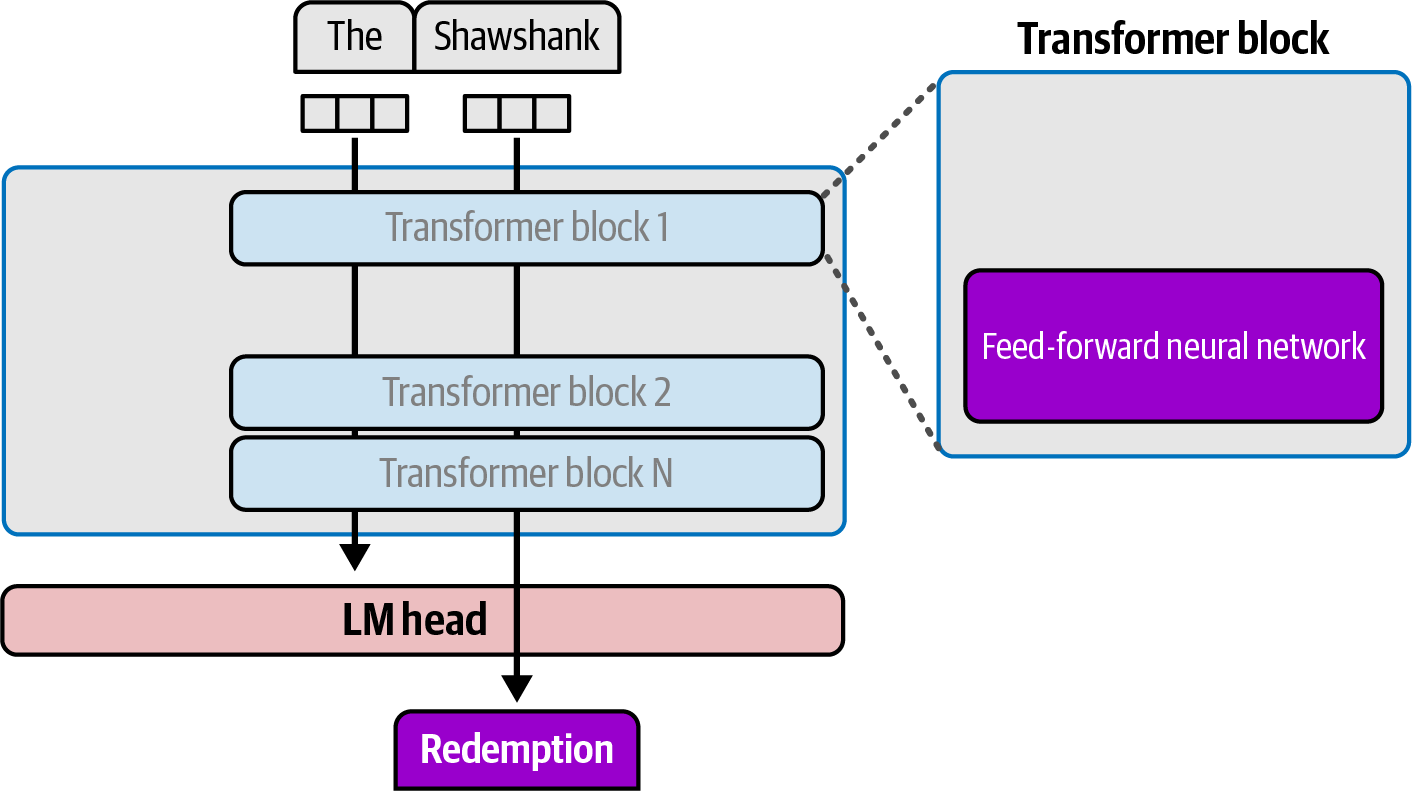 The
Shawshank
Transformer block
Transformer block 1
Transformer block 2
Transformer block N
Feed-forward neural network
LM head
Redemption